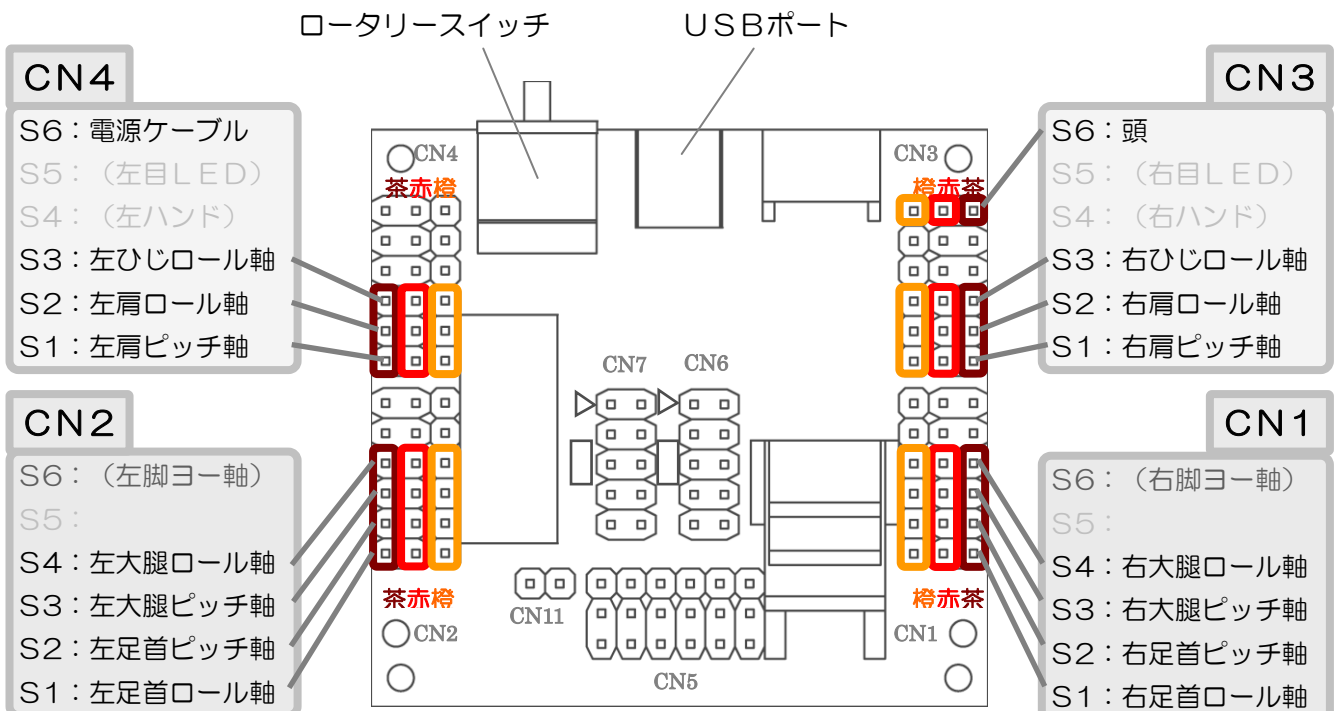 ロータリースイッチ
USBポート
CN4
S6：電源ケーブル
S5：（左目LED）
S4：（左ハンド）
S3：左ひじロール軸
S2：左肩ロール軸
S1：左肩ピッチ軸
CN3
S6：頭
S5：（右目LED）
S4：（右ハンド）
S3：右ひじロール軸
S2：右肩ロール軸
S1：右肩ピッチ軸
CN4
茶赤橙
CN3
橙赤茶
CN7
CN6
CN2
S6：（左脚ヨー軸）
S5：
S4：左大腿ロール軸
S3：左大腿ピッチ軸
S2：左足首ピッチ軸
S1：左足首ロール軸
CN1
S6：（右脚ヨー軸）
S5：
S4：右大腿ロール軸
S3：右大腿ピッチ軸
S2：右足首ピッチ軸
S1：右足首ロール軸
茶赤橙
CN2
CN11
CN5
橙赤茶
CN1